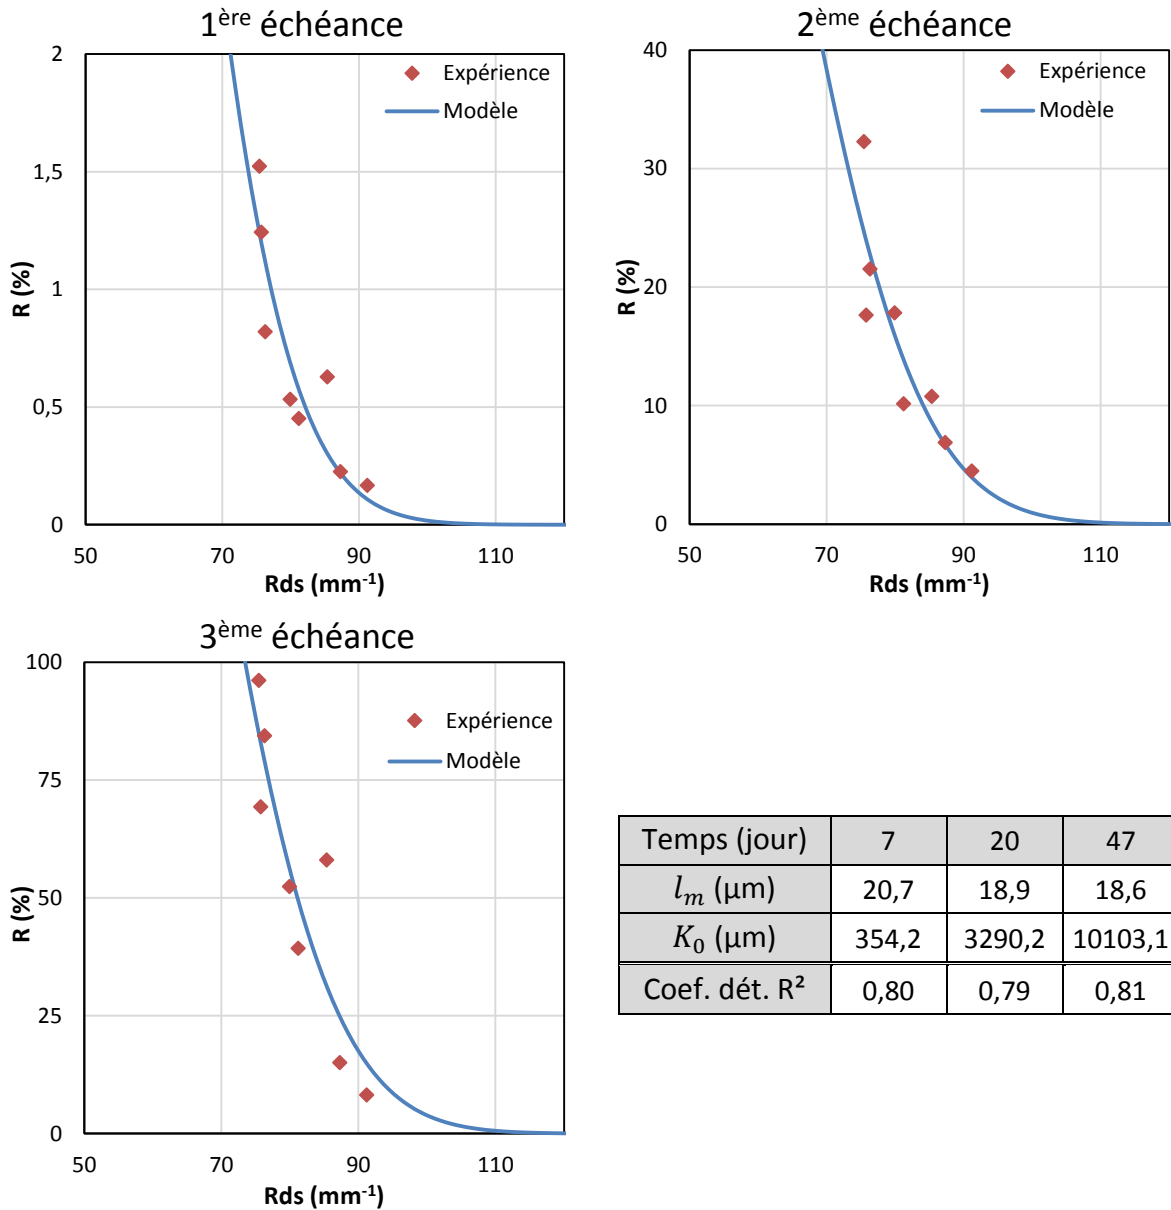 1ère échéance
2
1,5
1
0,5
0
R (%)
50 70 90 110
Rds (mm⁻¹)
Expérience
Modèle
2ème échéance
40
30
20
10
0
R (%)
50 70 90 110
Rds (mm⁻¹)
Expérience
Modèle
3ème échéance
100
75
50
25
0
R (%)
50 70 90 110
Rds (mm⁻¹)
Expérience
Modèle
Temps (jour) 7 20 47
lₘ (µm) 20,7 18,9 18,6
K₀ (µm) 354,2 3290,2 10103,1
Coef. dét. R² 0,80 0,79 0,81